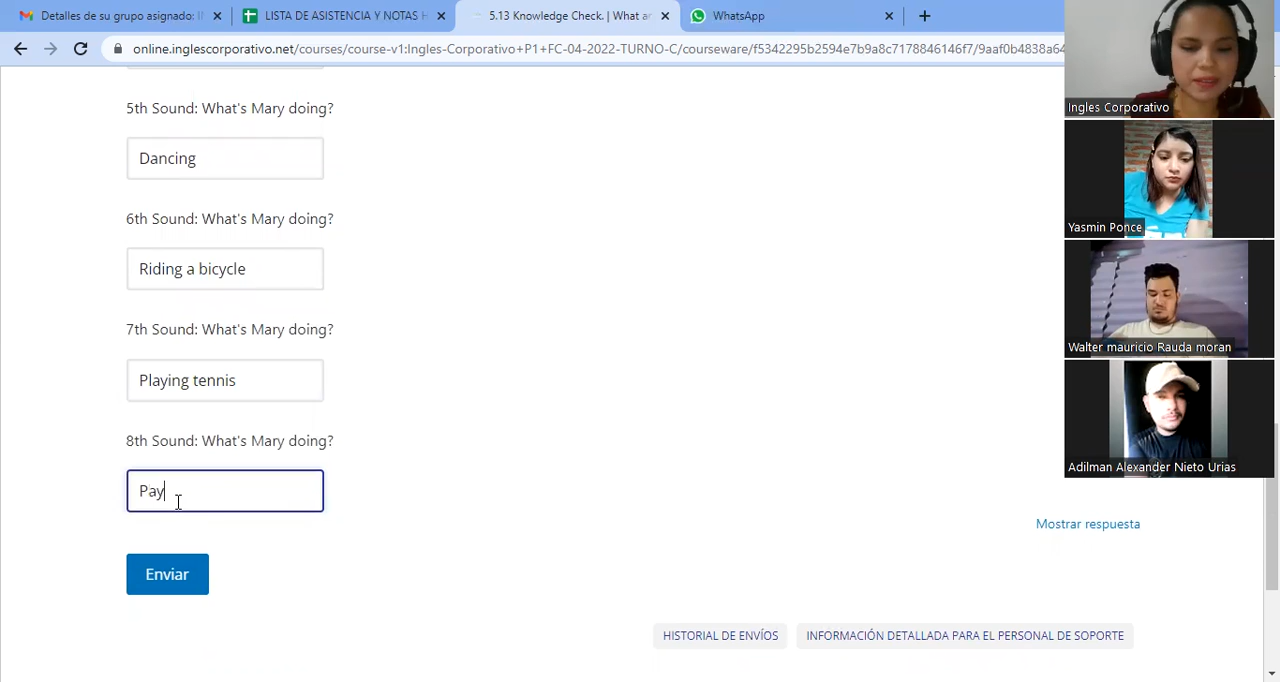 Detalles de su grupo asignado: I
LISTA DE ASISTENCIA Y NOTAS H
5.13 Knowledge Check. | What ar
WhatsApp
online.inglescorporativo.net/courses/course-v1:Ingles-Corporativo+P1+FC-04-2022-TURNO-C/courseware/f5342295b2594e7b9a8c7178846146f7/9aaf0b4838a64
5th Sound: What's Mary doing?
Dancing
6th Sound: What's Mary doing?
Riding a bicycle
7th Sound: What's Mary doing?
Playing tennis
8th Sound: What's Mary doing?
Pay
Mostrar respuesta
Enviar
HISTORIAL DE ENVÍOS
INFORMACIÓN DETALLADA PARA EL PERSONAL DE SOPORTE
Ingles Corporativo
Yasmin Ponce
Walter mauricio Rauda moran
Adilman Alexander Nieto Urias